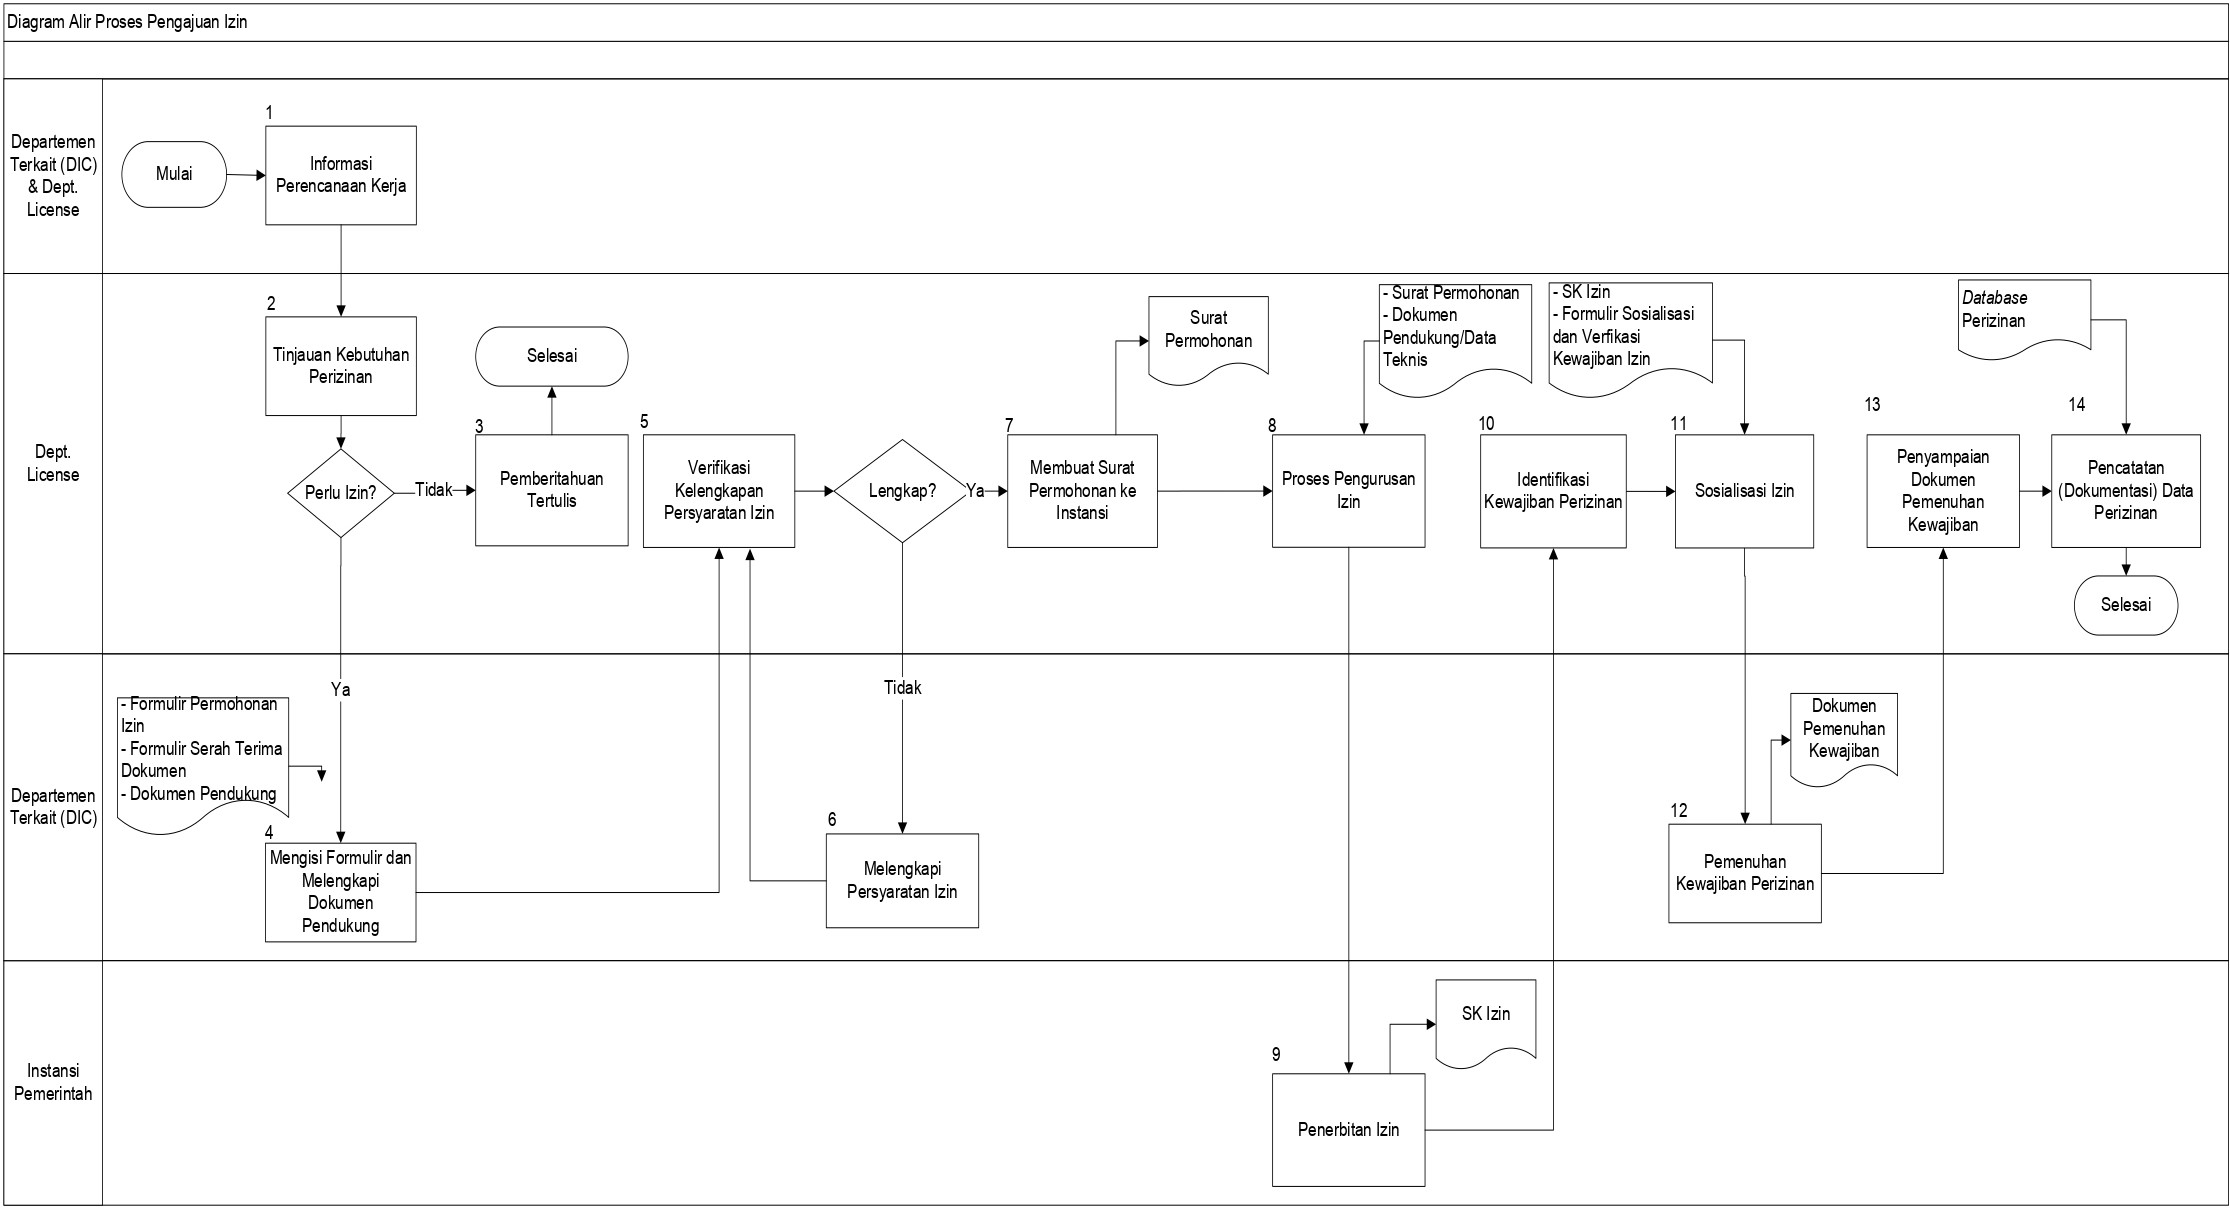 Diagram Alir Proses Pengajuan Izin
Departemen
Terkait (DIC)
& Dept.
License
Mulai
1
Informasi
Perencanaan Kerja
Dept.
License
2
Tinjauan Kebutuhan
Perizinan
Perlu Izin?
Tidak
3
Pemberitahuan
Tertulis
Selesai
5
Verifikasi
Kelengkapan
Persyaratan Izin
Lengkap?
Ya
7
Membuat Surat
Permohonan ke
Instansi
Surat
Permohonan
8
Proses Pengurusan
Izin
- Surat Permohonan
- Dokumen
Pendukung/Data
Teknis
10
Identifikasi
Kewajiban Perizinan
- SK Izin
- Formulir Sosialisasi
dan Verfikasi
Kewajiban Izin
11
Sosialisasi Izin
13
Penyampaian
Dokumen
Pemenuhan
Kewajiban
Database
Perizinan
14
Pencatatan
(Dokumentasi) Data
Perizinan
Selesai
Departemen
Terkait (DIC)
Ya
- Formulir Permohonan
Izin
- Formulir Serah Terima
Dokumen
- Dokumen Pendukung
4
Mengisi Formulir dan
Melengkapi
Dokumen
Pendukung
Tidak
6
Melengkapi
Persyaratan Izin
12
Pemenuhan
Kewajiban Perizinan
Dokumen
Pemenuhan
Kewajiban
Instansi
Pemerintah
9
Penerbitan Izin
SK Izin